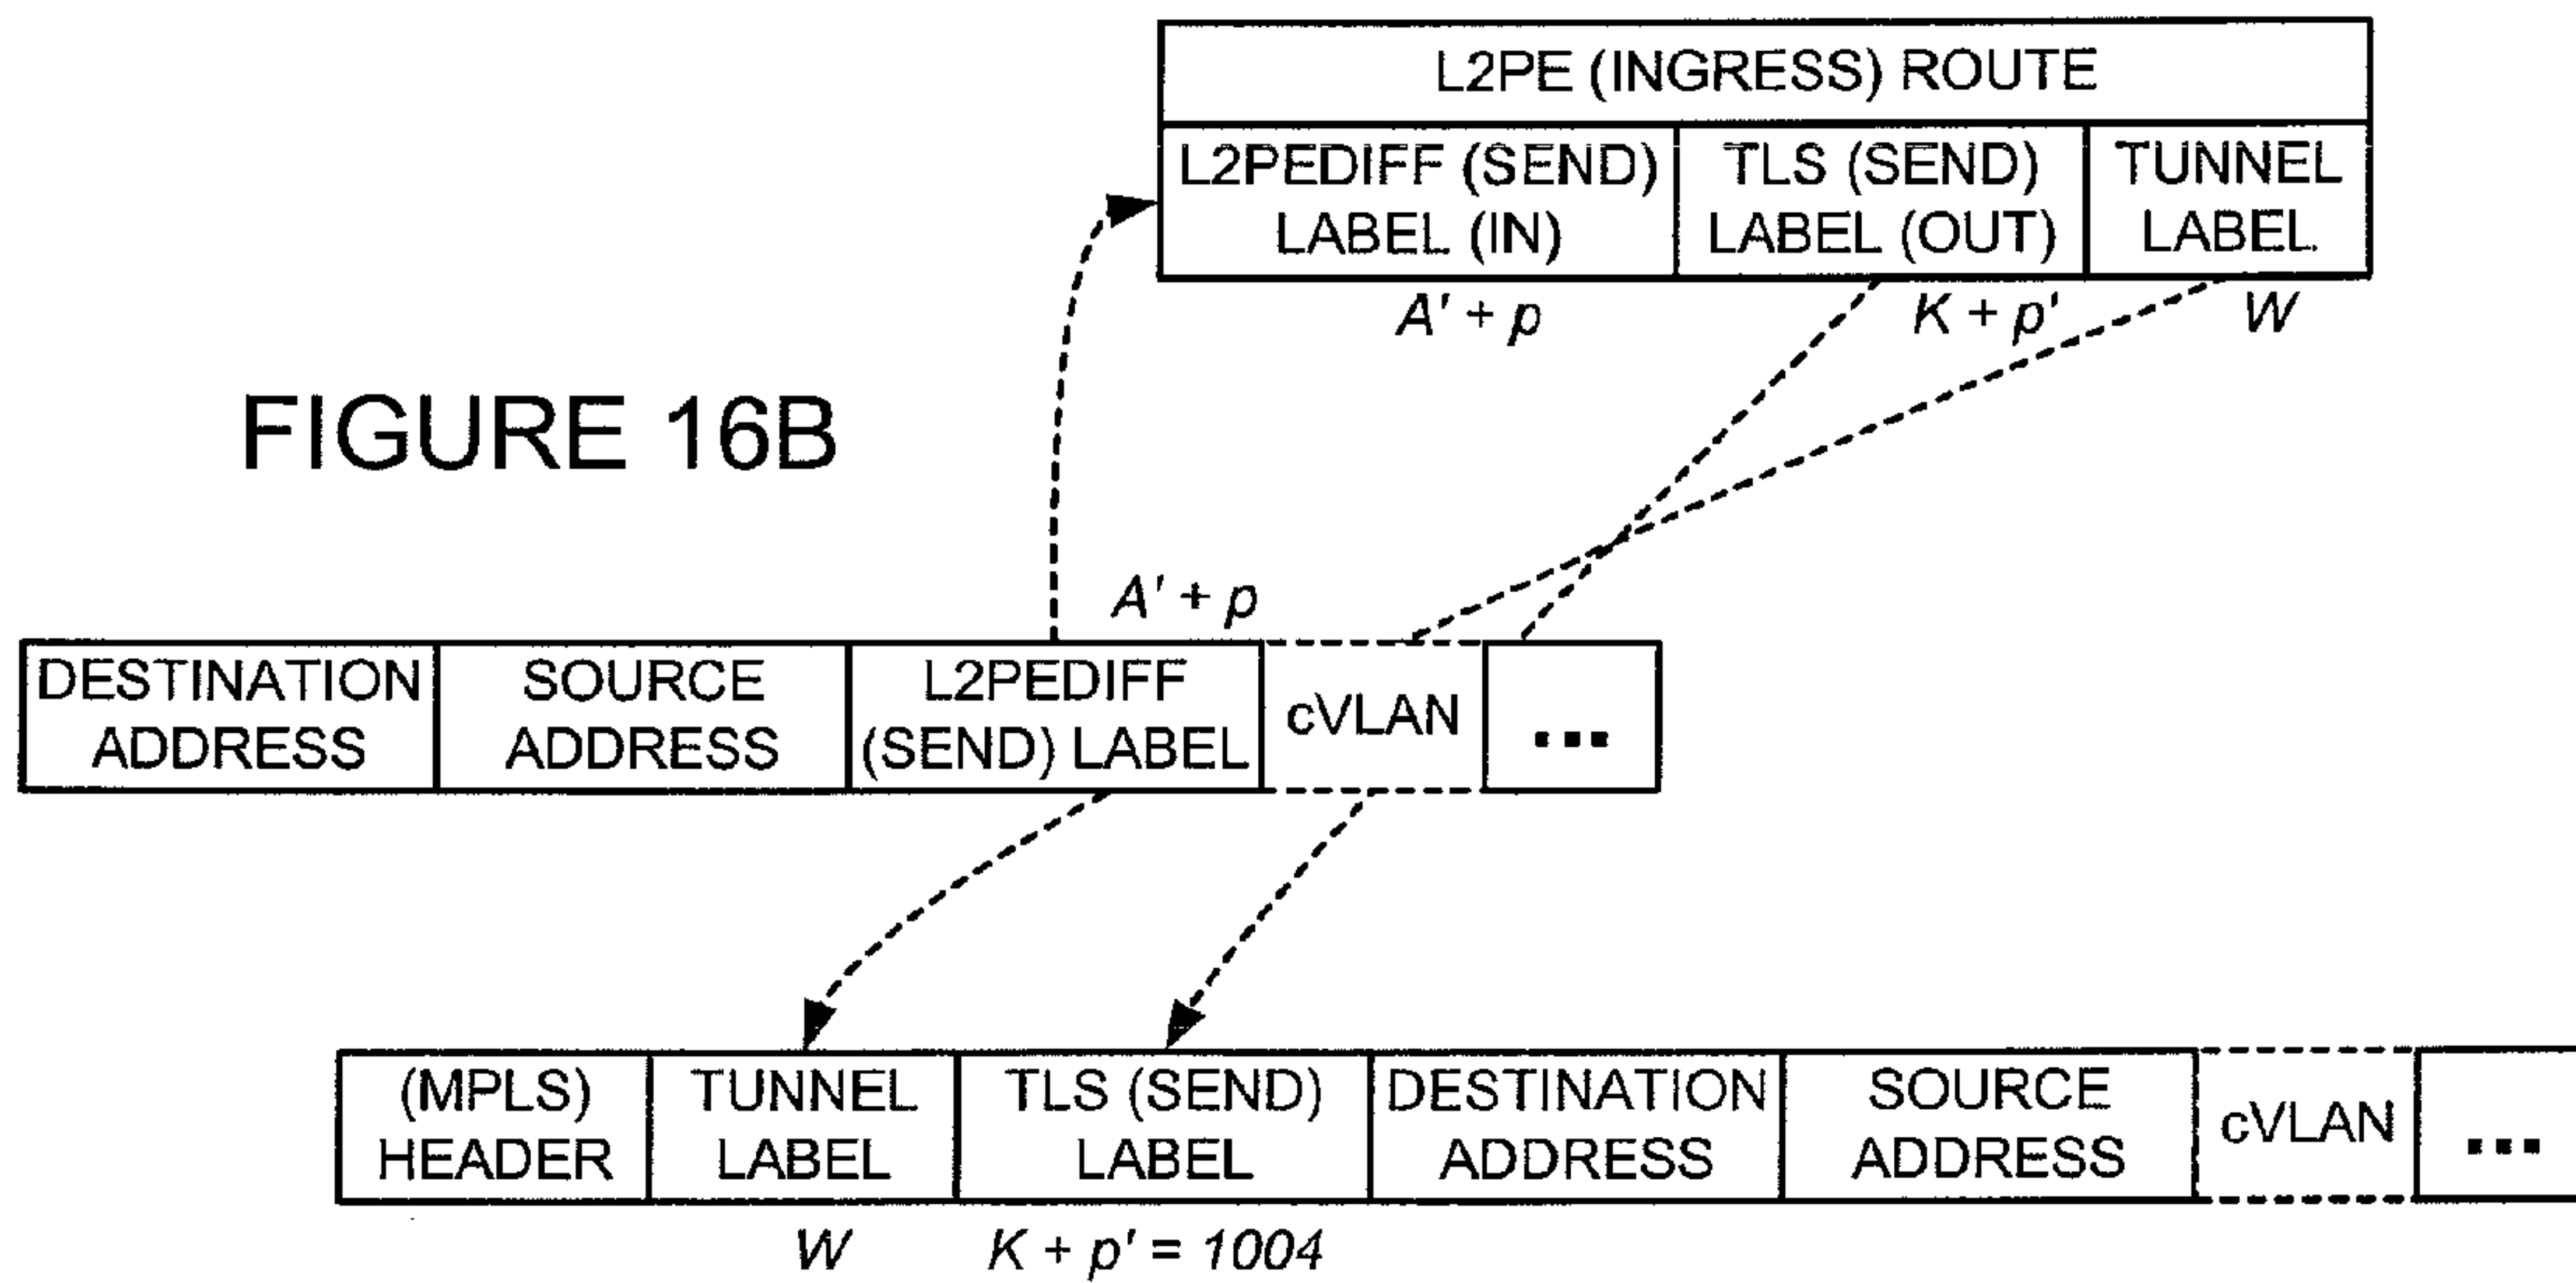 L2PE (INGRESS) ROUTE
L2PEDIFF (SEND) LABEL (IN)
TLS (SEND) LABEL (OUT)
TUNNEL LABEL
A' + p
K + p'
W
FIGURE 16B
A' + p
DESTINATION ADDRESS
SOURCE ADDRESS
L2PEDIFF (SEND) LABEL
cVLAN
...
(MPLS) HEADER
TUNNEL LABEL
TLS (SEND) LABEL
DESTINATION ADDRESS
SOURCE ADDRESS
cVLAN
...
W
K + p' = 1004